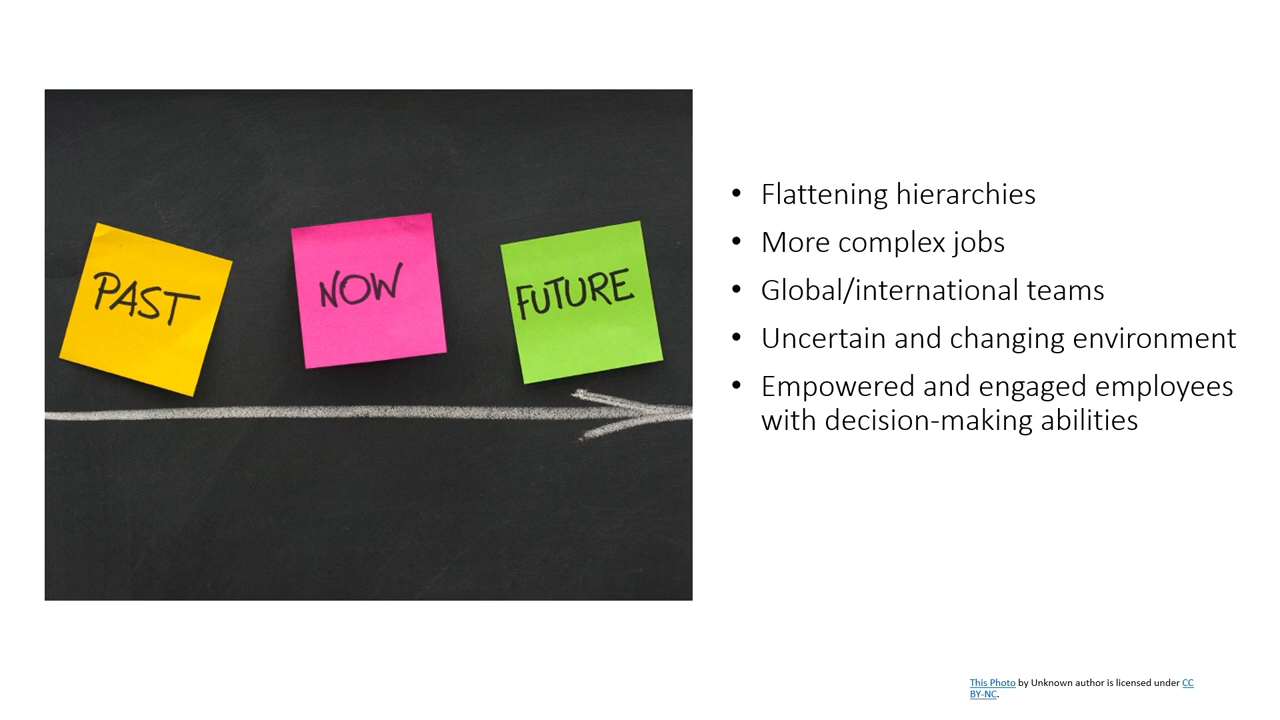 PAST
NOW
FUTURE
• Flattening hierarchies
• More complex jobs
• Global/international teams
• Uncertain and changing environment
• Empowered and engaged employees
with decision-making abilities
This Photo by Unknown author is licensed under CC
BY-NC.